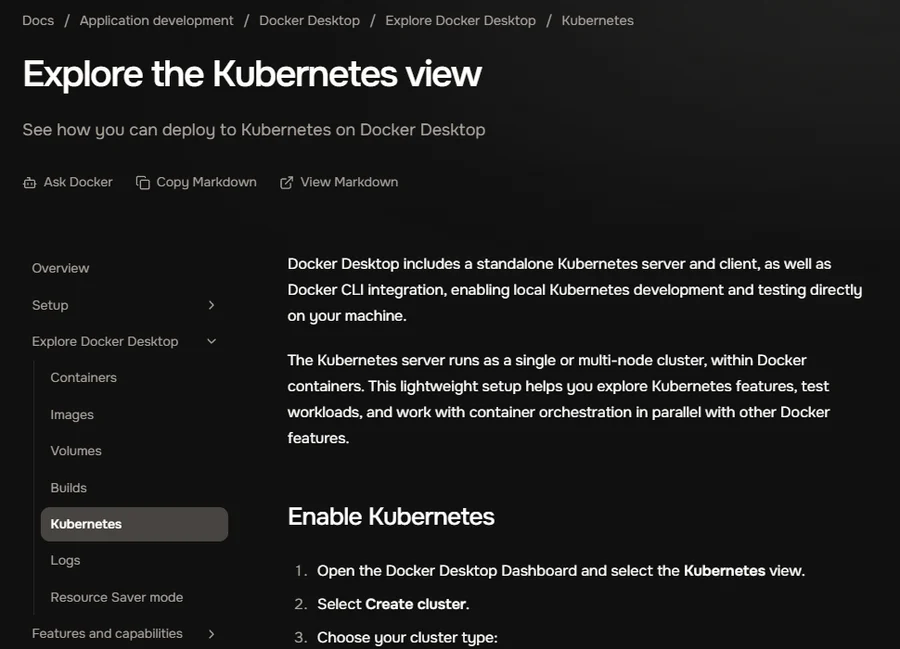 Docs / Application development / Docker Desktop / Explore Docker Desktop / Kubernetes
Explore the Kubernetes view
See how you can deploy to Kubernetes on Docker Desktop
Ask Docker Copy Markdown View Markdown
Overview
Setup
Explore Docker Desktop
Containers
Images
Volumes
Builds
Kubernetes
Logs
Resource Saver mode
Features and capabilities
Docker Desktop includes a standalone Kubernetes server and client, as well as
Docker CLI integration, enabling local Kubernetes development and testing directly
on your machine.
The Kubernetes server runs as a single or multi-node cluster, within Docker
containers. This lightweight setup helps you explore Kubernetes features, test
workloads, and work with container orchestration in parallel with other Docker
features.
Enable Kubernetes
1. Open the Docker Desktop Dashboard and select the Kubernetes view.
2. Select Create cluster.
3. Choose your cluster type: